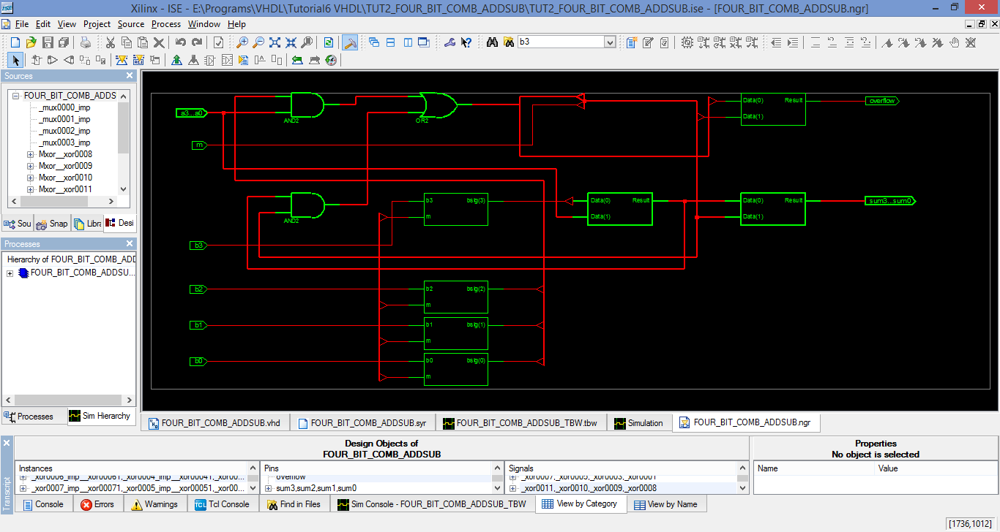 Xilinx - ISE - E:\Programs\VHDL\Tutorial6 VHDL\TUT2_FOUR_BIT_COMB_ADDSUB\TUT2_FOUR_BIT_COMB_ADDSUB.ise - [FOUR_BIT_COMB_ADDSUB.ngr]
File Edit View Project Source Process Window Help
b3
Sources
FOUR_BIT_COMB_ADDS
_mux0000_imp
_mux0001_imp
_mux0002_imp
_mux0003_imp
Mxor__xor0008
Mxor__xor0009
Mxor__xor0010
Mxor__xor0011
Sou Snap Libra Desi
Processes
Hierarchy of FOUR_BIT_COMB_ADD
FOUR_BIT_COMB_ADDSU...
Processes Sim Hierarchy
a3...a0
AND2
OR2
Data(0) Result
Data(1)
overflow
m
AND2
b3 bsig(3)
m
Data(0) Result
Data(1)
Data(0) Result
Data(1)
sum3...sum0
b3
b2
b2 bsig(2)
m
b1
b1 bsig(1)
m
b0
b0 bsig(0)
m
FOUR_BIT_COMB_ADDSUB.vhd FOUR_BIT_COMB_ADDSUB.syr FOUR_BIT_COMB_ADDSUB_TBW.tbw Simulation FOUR_BIT_COMB_ADDSUB.ngr
Transcript
Design Objects of
FOUR_BIT_COMB_ADDSUB
Properties
No object is selected
Instances Pins Signals Name Value
_xor0006_imp__xor00061,_xor0004_imp__xor00041,_xor00... overflow _xor0007,_xor0005,_xor0003,_xor0001
_xor0007_imp__xor00071,_xor0005_imp__xor00051,_xor00... sum3,sum2,sum1,sum0 _xor0011,_xor0010,_xor0009,_xor0008
Console Errors Warnings Tcl Console Find in Files Sim Console - FOUR_BIT_COMB_ADDSUB_TBW View by Category View by Name
[1736,1012]